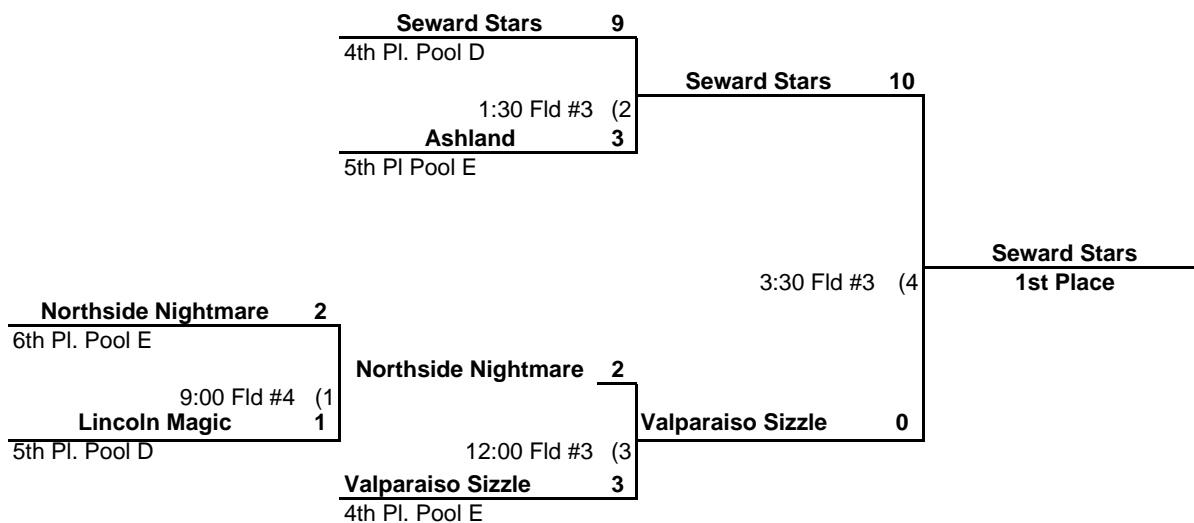 Seward Stars 9
4th Pl. Pool D
Seward Stars 10
1:30 Fld #3 (2
Ashland 3
5th Pl Pool E
Seward Stars
3:30 Fld #3 (4
1st Place
Northside Nightmare 2
6th Pl. Pool E
Northside Nightmare 2
9:00 Fld #4 (1
Lincoln Magic 1
Valparaiso Sizzle 0
5th Pl. Pool D
12:00 Fld #3 (3
Valparaiso Sizzle 3
4th Pl. Pool E